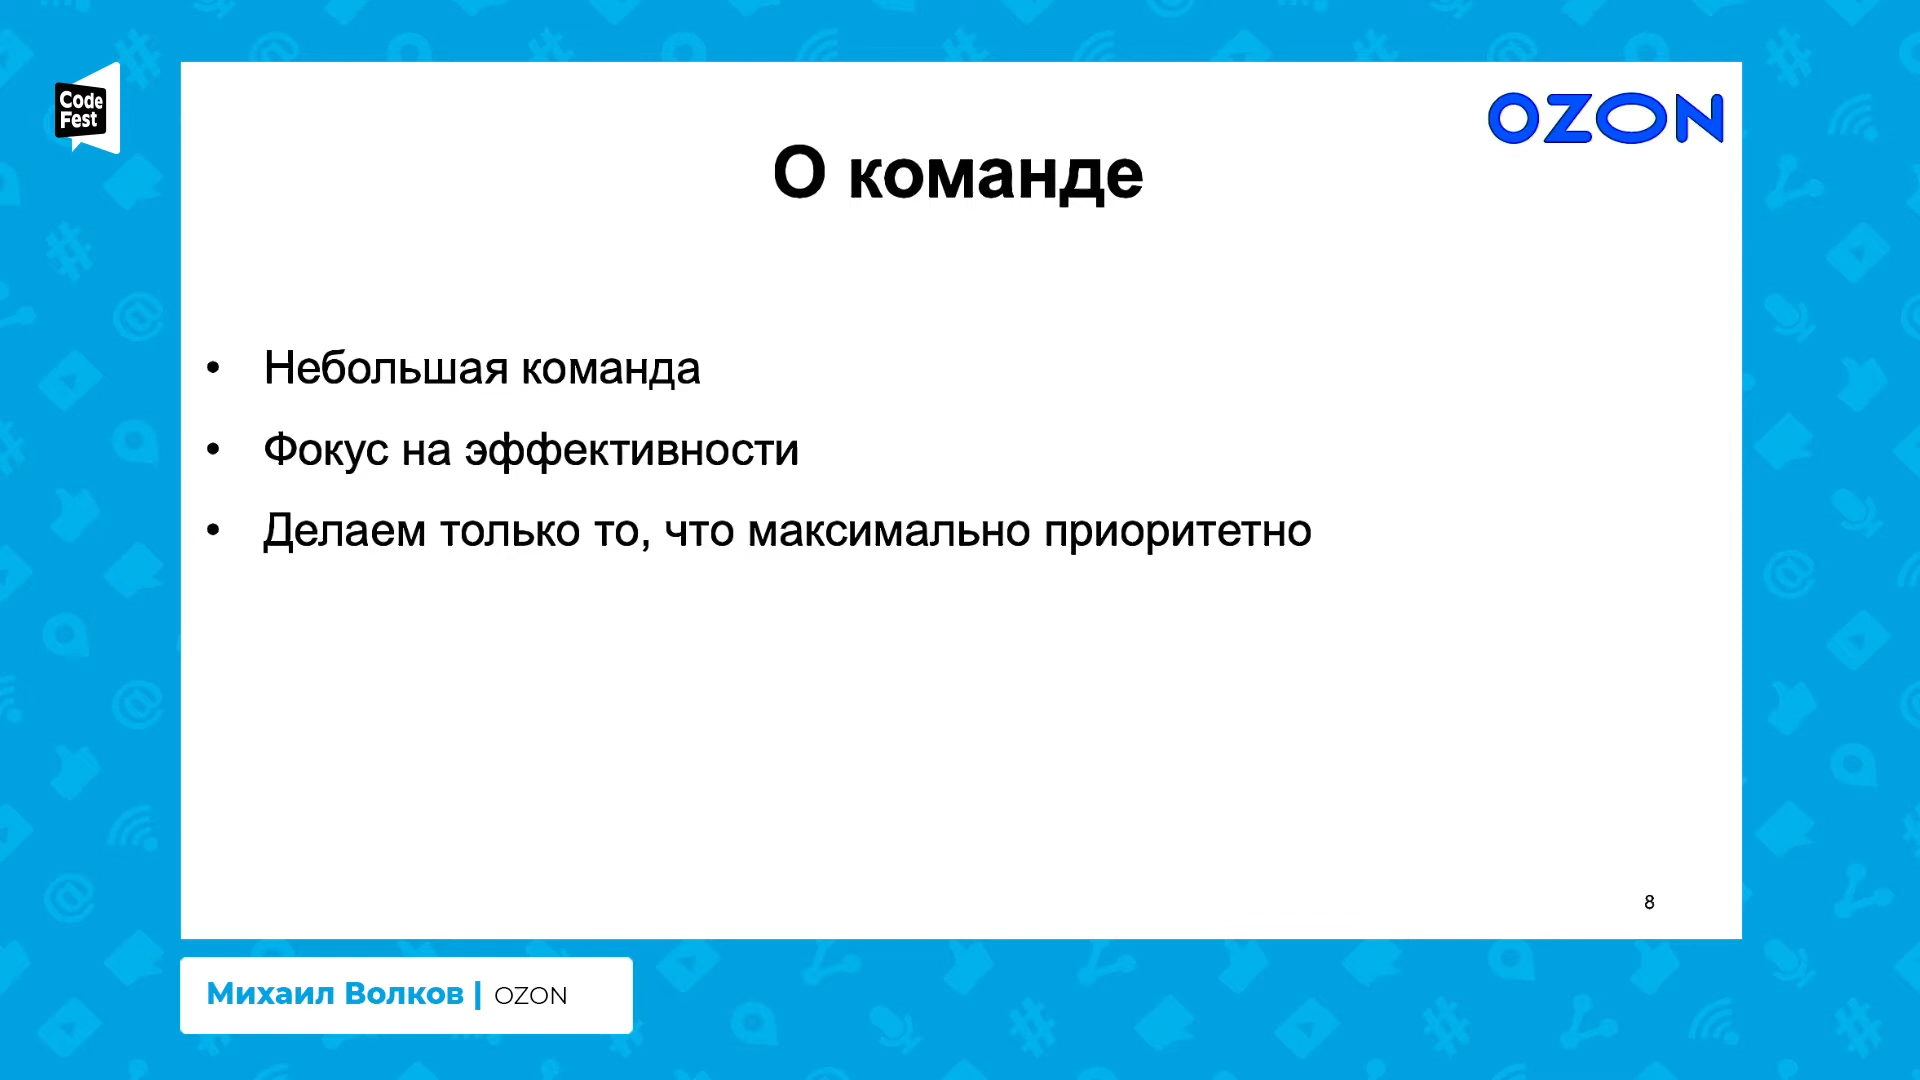 Code
Fest
OZON
О команде
• Небольшая команда
• Фокус на эффективности
• Делаем только то, что максимально приоритетно
8
Михаил Волков | OZON